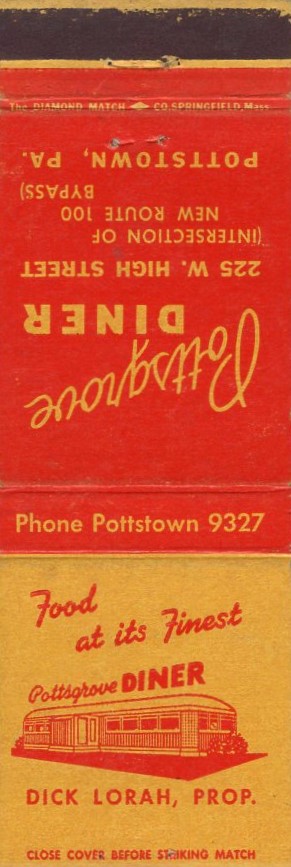 The DIAMOND MATCH CO. SPRINGFIELD, Mass.
Pottsgrove
DINER
225 W. HIGH STREET
(INTERSECTION OF
NEW ROUTE 100
BYPASS)
POTTSTOWN, PA.
Phone Pottstown 9327
Food
at its Finest
Pottsgrove DINER
DICK LORAH, PROP.
CLOSE COVER BEFORE STRIKING MATCH